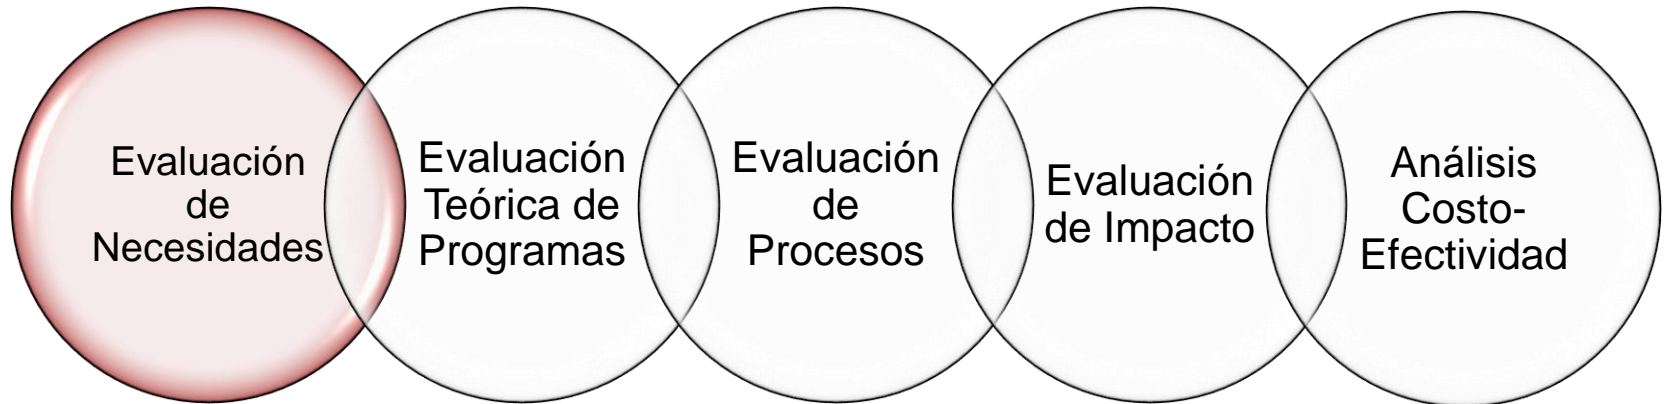 Evaluación
de
Necesidades
Evaluación
Teórica de
Programas
Evaluación
de
Procesos
Evaluación
de Impacto
Análisis
Costo-
Efectividad